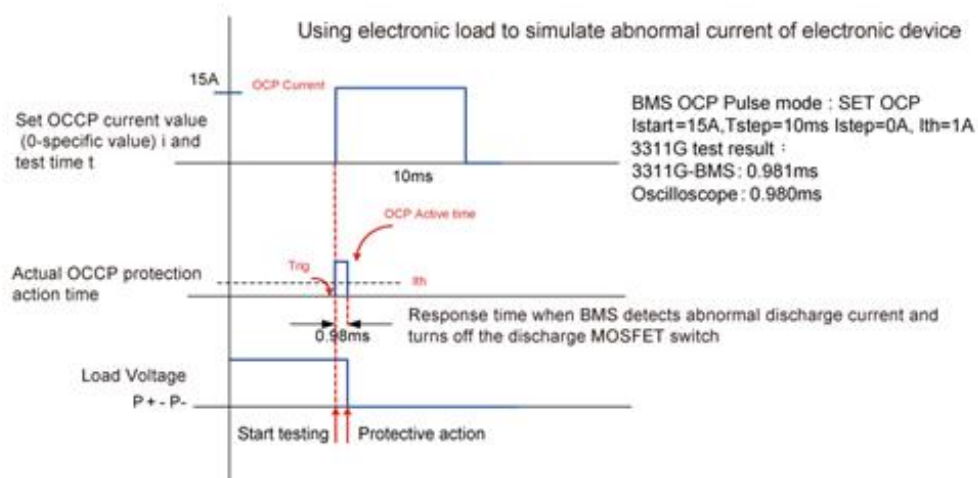 Using electronic load to simulate abnormal current of electronic device
15A
OCP Current
Set OCCP current value
(0-specific value) i and
test time t
10ms
BMS OCP Pulse mode : SET OCP
Istart=15A,Tstep=10ms Istep=0A, Ith=1A
3311G test result :
3311G-BMS : 0.981ms
Oscilloscope : 0.980ms
OCP Active time
Trig
Ith
Actual OCCP protection
action time
0.98ms
Response time when BMS detects abnormal discharge current and
turns off the discharge MOSFET switch
Load Voltage
P + - P-
Start testing
Protective action